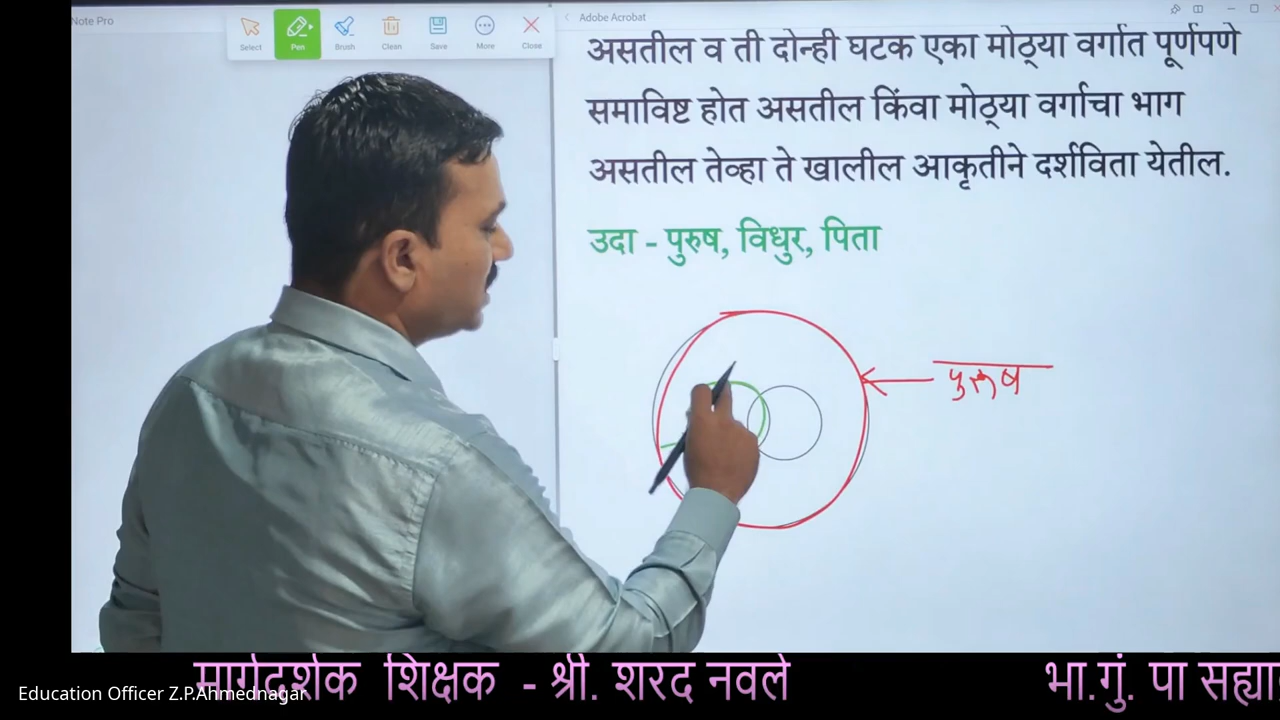 Note Pro
Select
Pen
Brush
Clean
Save
More
Close
Adobe Acrobat
असतील व ती दोन्ही घटक एका मोठ्या वर्गात पूर्णपणे
समाविष्ट होत असतील किंवा मोठ्या वर्गाचा भाग
असतील तेव्हा ते खालील आकृतीने दर्शविता येतील.
उदा - पुरुष, विधुर, पिता
पुरूष
मार्गदर्शक शिक्षक - श्री. शरद नवले
भा.गुं. पा सह्या
Education Officer Z.P.Ahmednagar